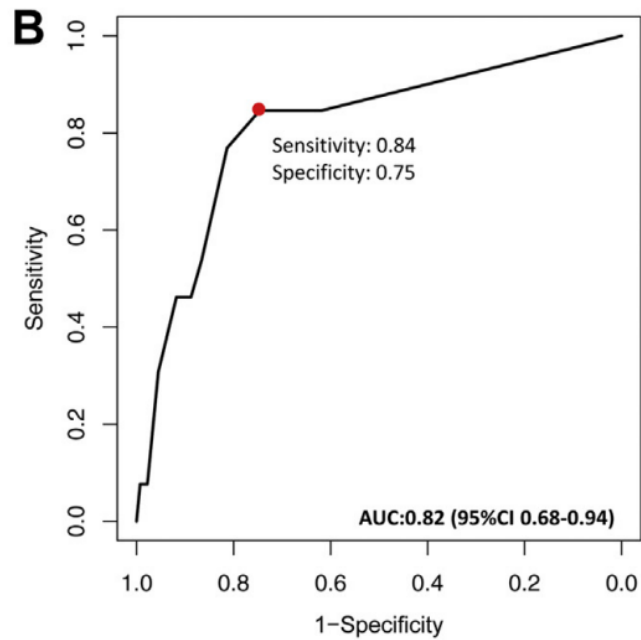 B
1.0
0.8
0.6
0.4
0.2
0.0
Sensitivity
Sensitivity: 0.84
Specificity: 0.75
AUC:0.82 (95%CI 0.68-0.94)
1.0 0.8 0.6 0.4 0.2 0.0
1−Specificity